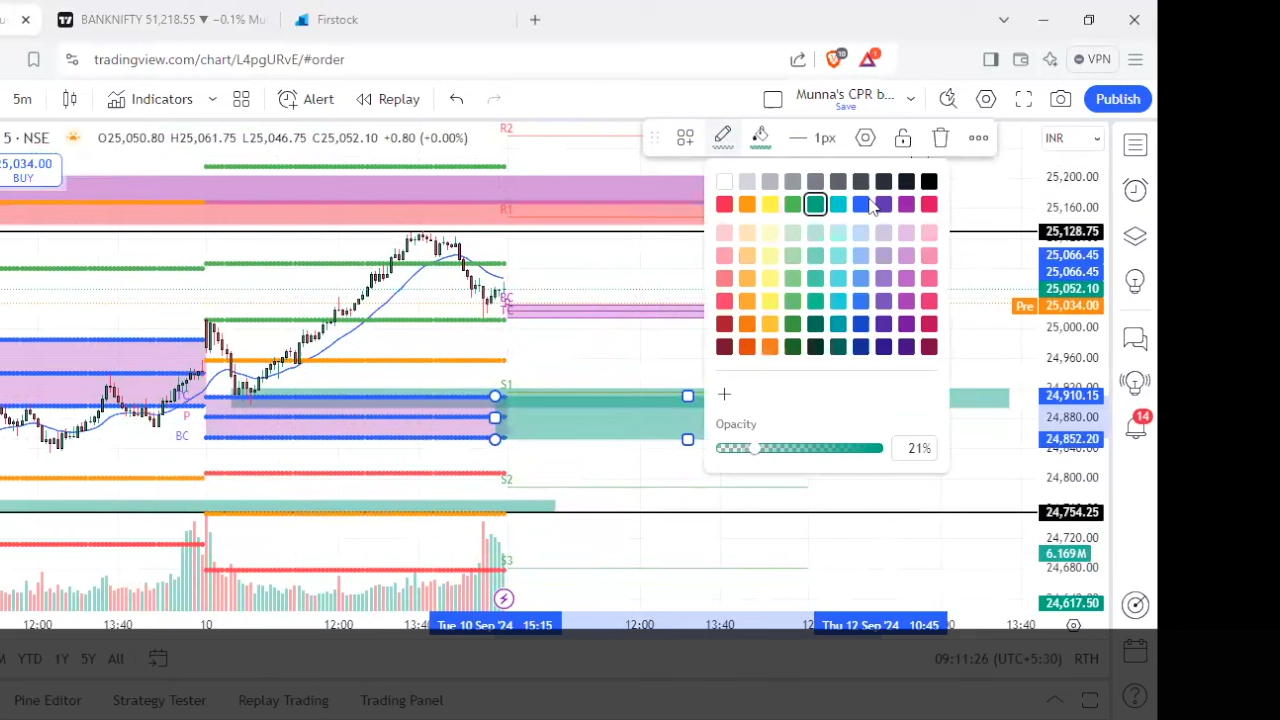 BANKNIFTY 51,218.55 ▼ −0.1% Mu
Firstock
tradingview.com/chart/L4pgURvE/#order
10
1
VPN
5m
Indicators
Alert
Replay
Munna's CPR b...
Save
Publish
5 · NSE
O25,050.80 H25,061.75 L25,046.75 C25,052.10 +0.80 (+0.00%)
R2
1px
INR
25,034.00
BUY
25,200.00
R1
25,160.00
25,128.75
25,066.45
25,066.45
25,052.10
BC
TC
Pre
25,034.00
25,000.00
24,960.00
S1
24,910.15
P
24,880.00
BC
24,852.20
Opacity
21%
14
24,800.00
S2
24,754.25
24,720.00
6.169M
S3
24,680.00
24,617.50
12:00
13:40
10
12:00
13:4
Tue 10 Sep '24 15:15
12:00
13:40
Thu 12 Sep '24 10:45
13:40
YTD
1Y
5Y
All
09:11:26 (UTC+5:30)
RTH
Pine Editor
Strategy Tester
Replay Trading
Trading Panel